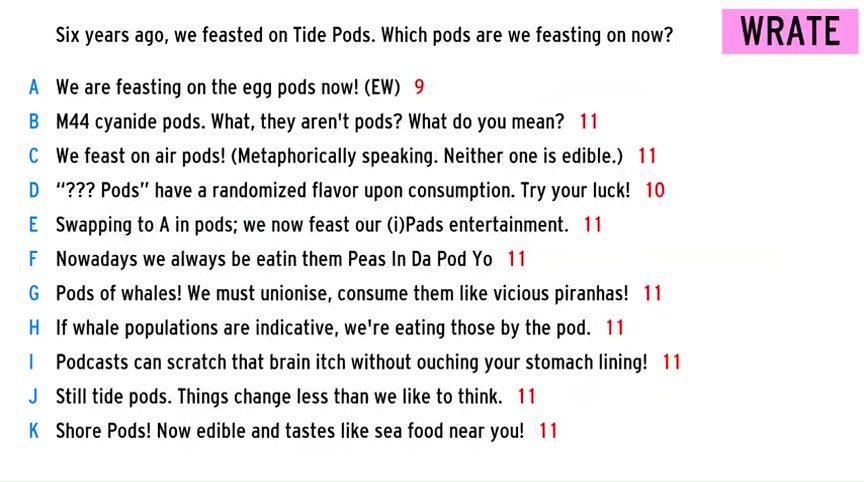 Six years ago, we feasted on Tide Pods. Which pods are we feasting on now?
WRATE
A We are feasting on the egg pods now! (EW) 9
B M44 cyanide pods. What, they aren't pods? What do you mean? 11
C We feast on air pods! (Metaphorically speaking. Neither one is edible.) 11
D “??? Pods” have a randomized flavor upon consumption. Try your luck! 10
E Swapping to A in pods; we now feast our (i)Pads entertainment. 11
F Nowadays we always be eatin them Peas In Da Pod Yo 11
G Pods of whales! We must unionise, consume them like vicious piranhas! 11
H If whale populations are indicative, we're eating those by the pod. 11
I Podcasts can scratch that brain itch without ouching your stomach lining! 11
J Still tide pods. Things change less than we like to think. 11
K Shore Pods! Now edible and tastes like sea food near you! 11